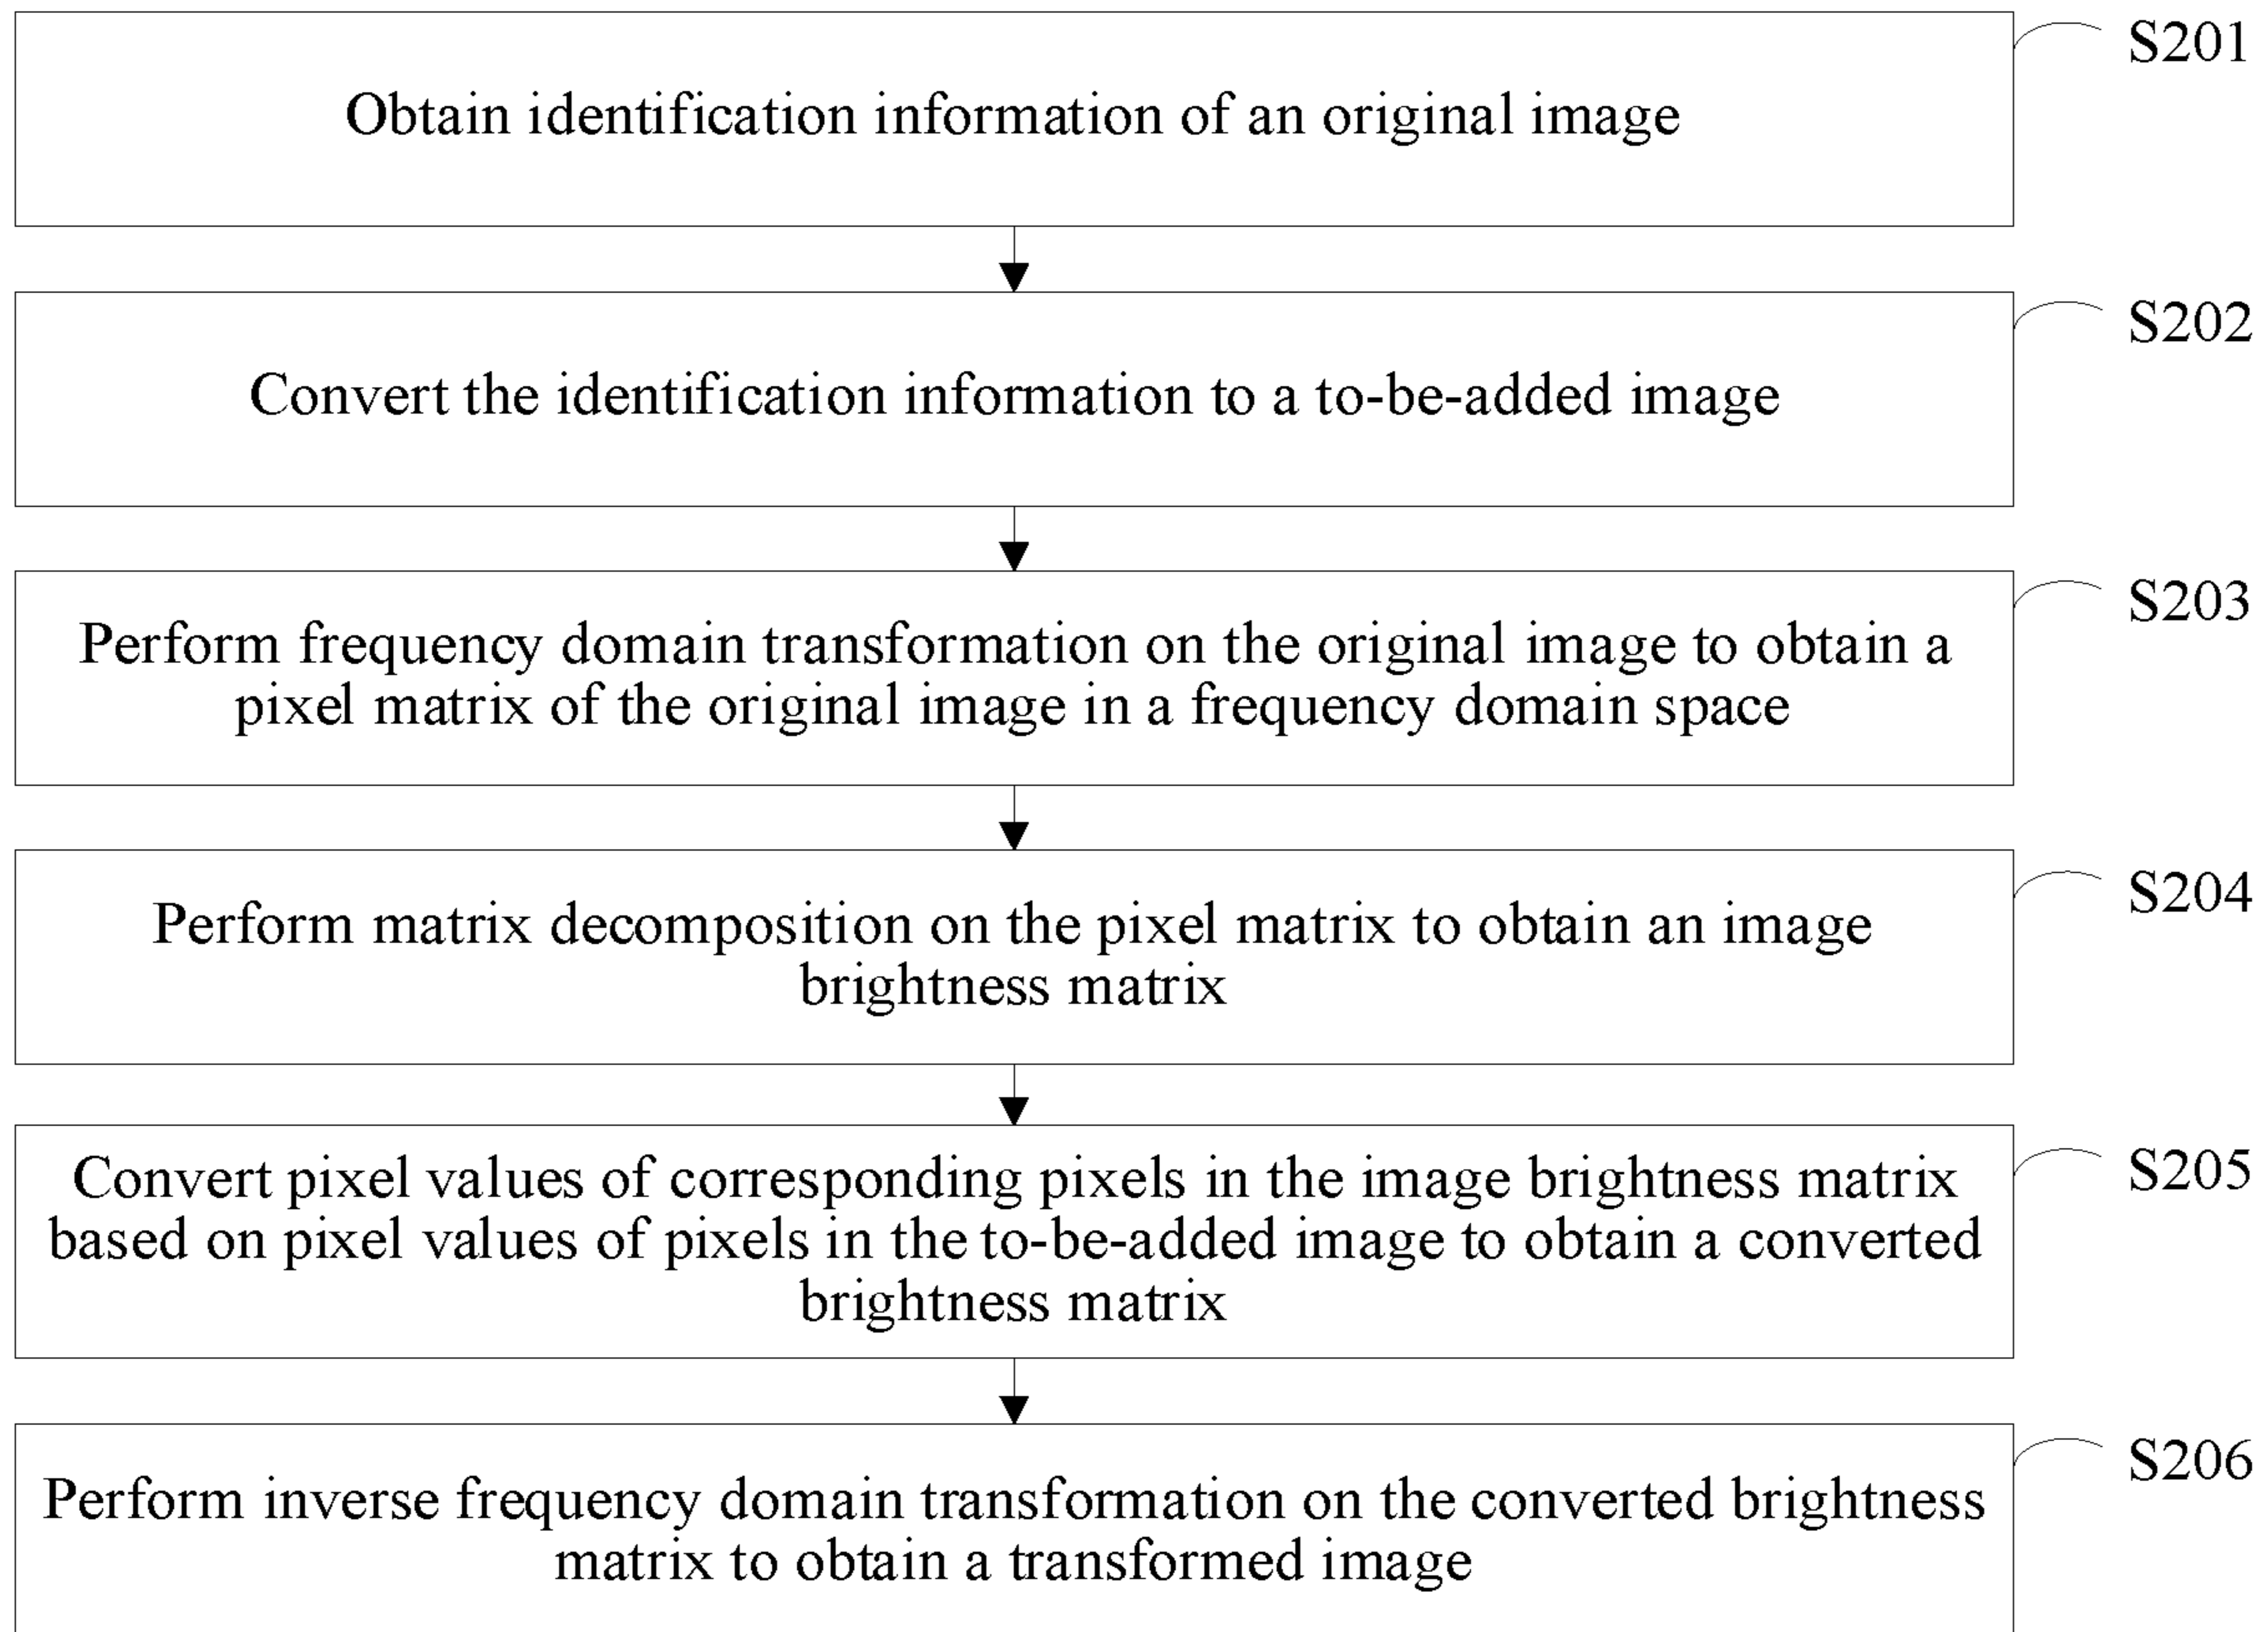 S201
Obtain identification information of an original image
S202
Convert the identification information to a to-be-added image
S203
Perform frequency domain transformation on the original image to obtain a
pixel matrix of the original image in a frequency domain space
S204
Perform matrix decomposition on the pixel matrix to obtain an image
brightness matrix
S205
Convert pixel values of corresponding pixels in the image brightness matrix
based on pixel values of pixels in the to-be-added image to obtain a converted
brightness matrix
S206
Perform inverse frequency domain transformation on the converted brightness
matrix to obtain a transformed image